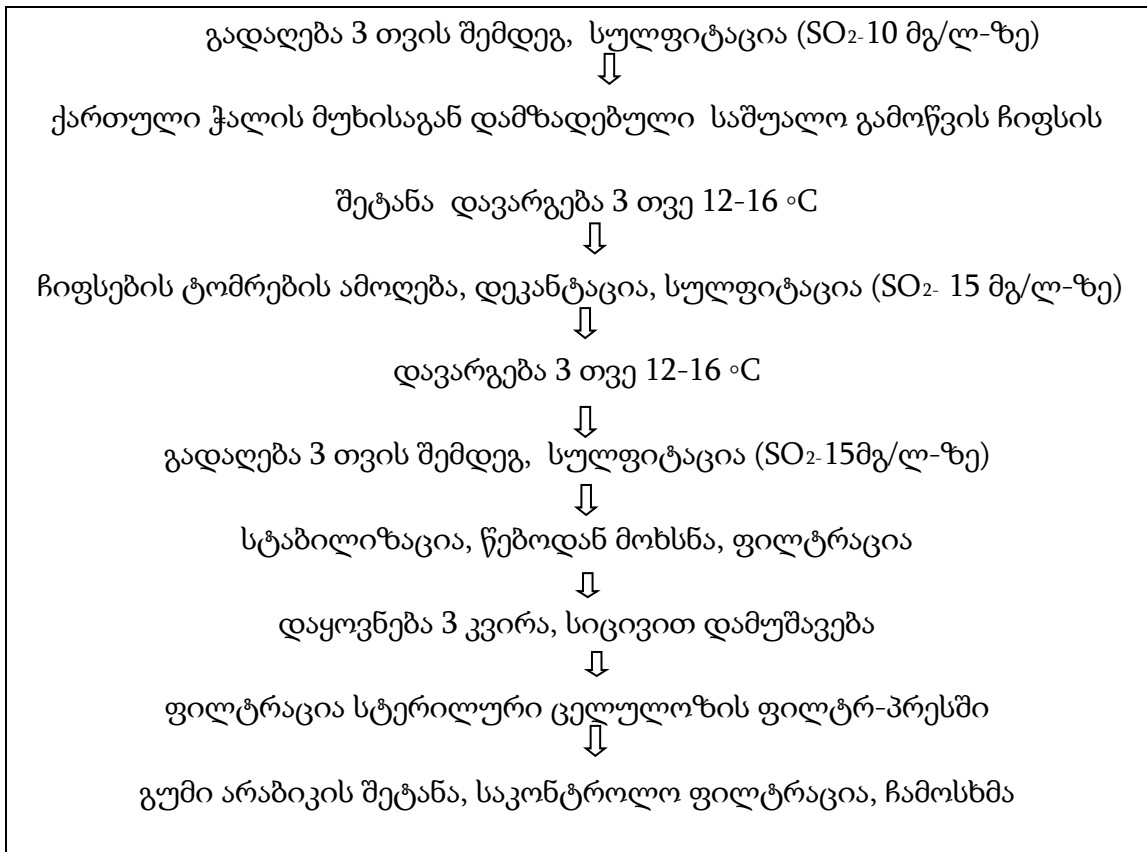 გადაღება 3 თვის შემდეგ, სულფიტაცია (SO₂-10 მგ/ლ-ზე)
⇩
ქართული ჭალის მუხისაგან დამზადებული საშუალო გამოწვის ჩიფსის
შეტანა დავარგება 3 თვე 12-16 ◦C
⇩
ჩიფსების ტომრების ამოღება, დეკანტაცია, სულფიტაცია (SO₂- 15 მგ/ლ-ზე)
⇩
დავარგება 3 თვე 12-16 ◦C
⇩
გადაღება 3 თვის შემდეგ, სულფიტაცია (SO₂-15მგ/ლ-ზე)
⇩
სტაბილიზაცია, წებოდან მოხსნა, ფილტრაცია
⇩
დაყოვნება 3 კვირა, სიცივით დამუშავება
⇩
ფილტრაცია სტერილური ცელულოზის ფილტრ-პრესში
⇩
გუმი არაბიკის შეტანა, საკონტროლო ფილტრაცია, ჩამოსხმა